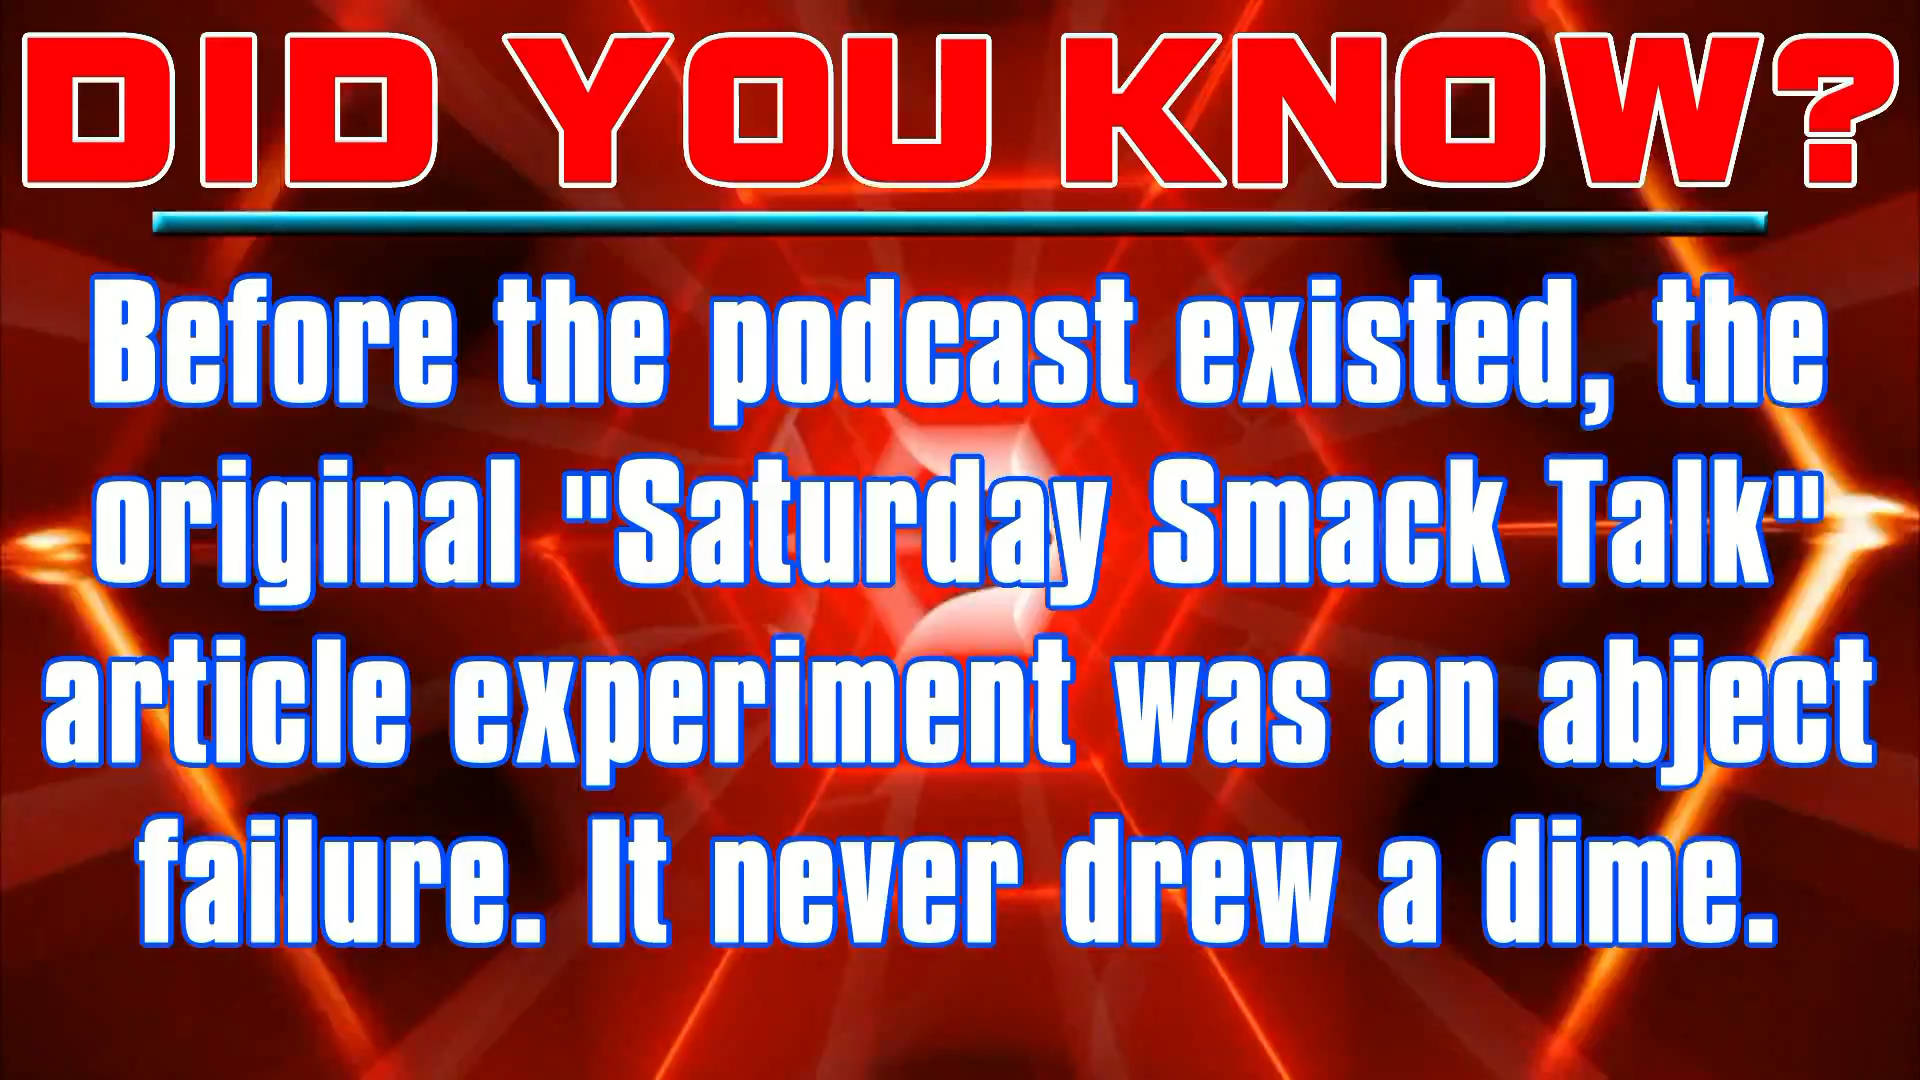 DID YOU KNOW?
Before the podcast existed, the
original "Saturday Smack Talk"
article experiment was an abject
failure. It never drew a dime.